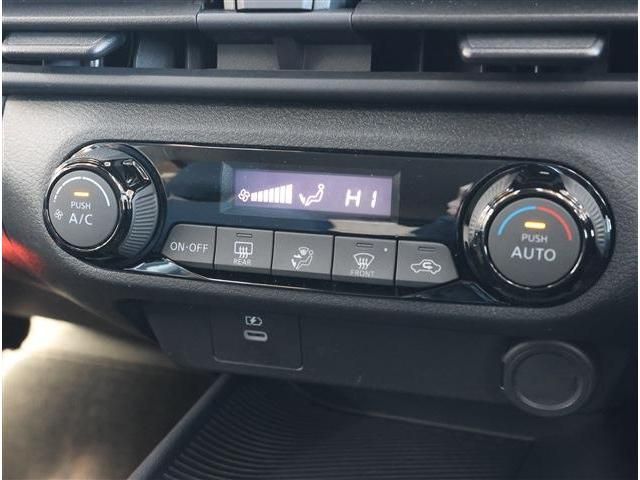 HI
PUSH
A/C
PUSH
AUTO
ON·OFF
REAR
FRONT